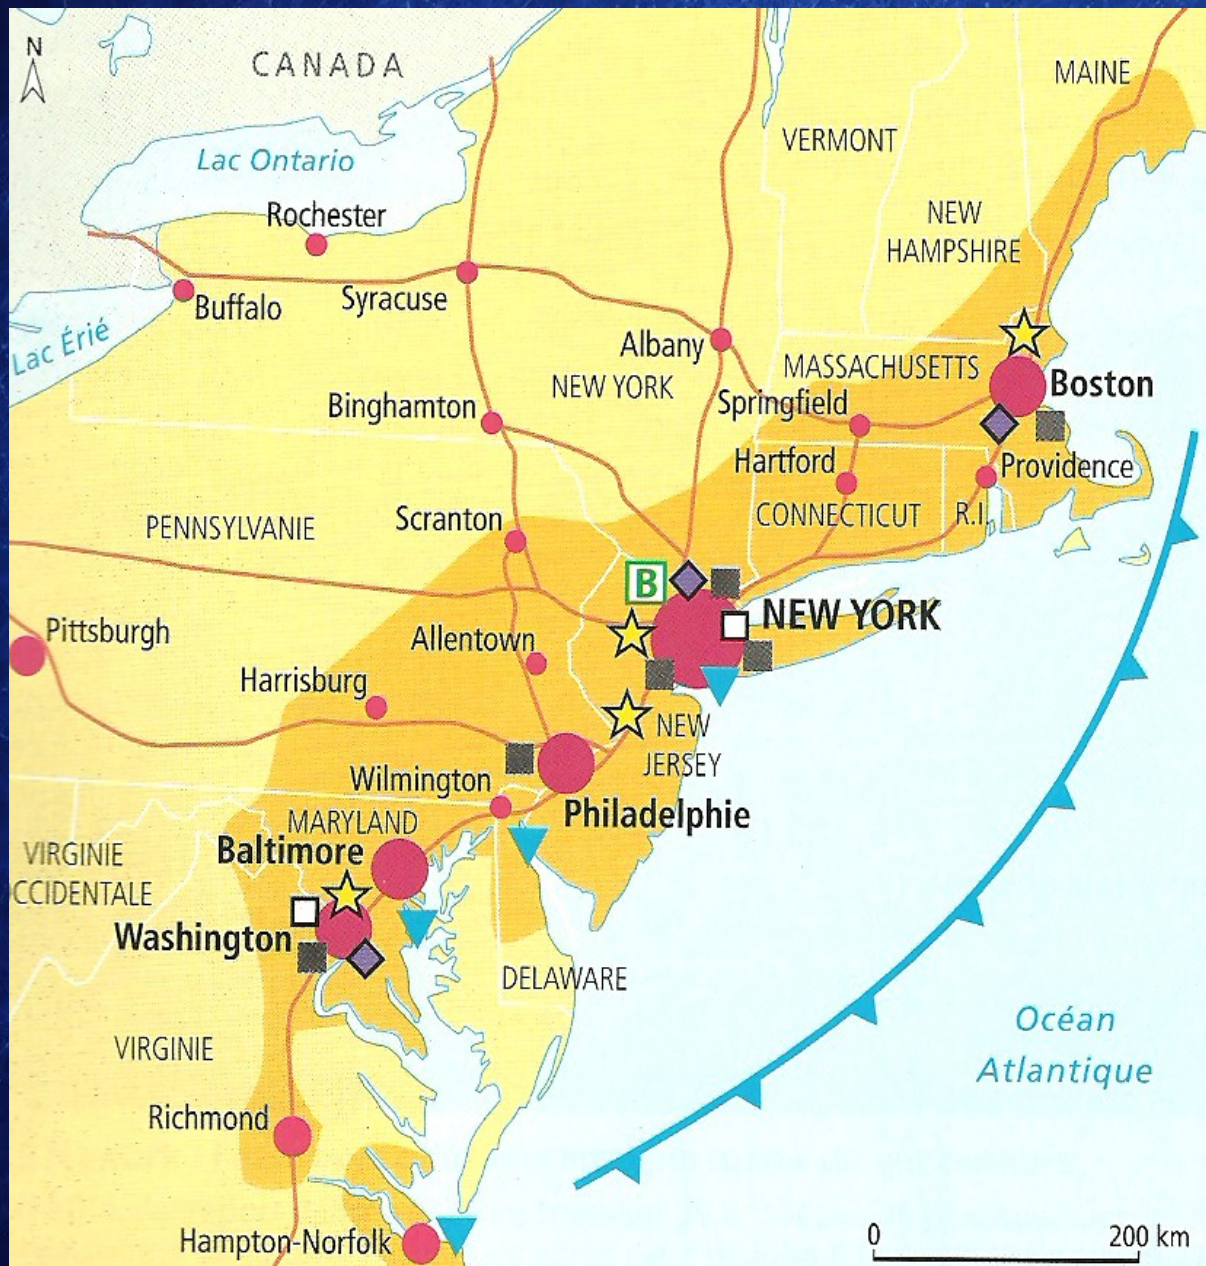 N
CANADA
MAINE
Lac Ontario
VERMONT
Rochester
NEW
HAMPSHIRE
Buffalo
Syracuse
Lac Érié
Albany
MASSACHUSETTS
Boston
NEW YORK
Binghamton
Springfield
Hartford
Providence
Scranton
CONNECTICUT
R.I.
PENNSYLVANIE
B
NEW YORK
Pittsburgh
Allentown
Harrisburg
NEW
JERSEY
Wilmington
Philadelphie
MARYLAND
Baltimore
VIRGINIE
OCCIDENTALE
Washington
DELAWARE
Océan
Atlantique
VIRGINIE
Richmond
Hampton-Norfolk
0 200 km